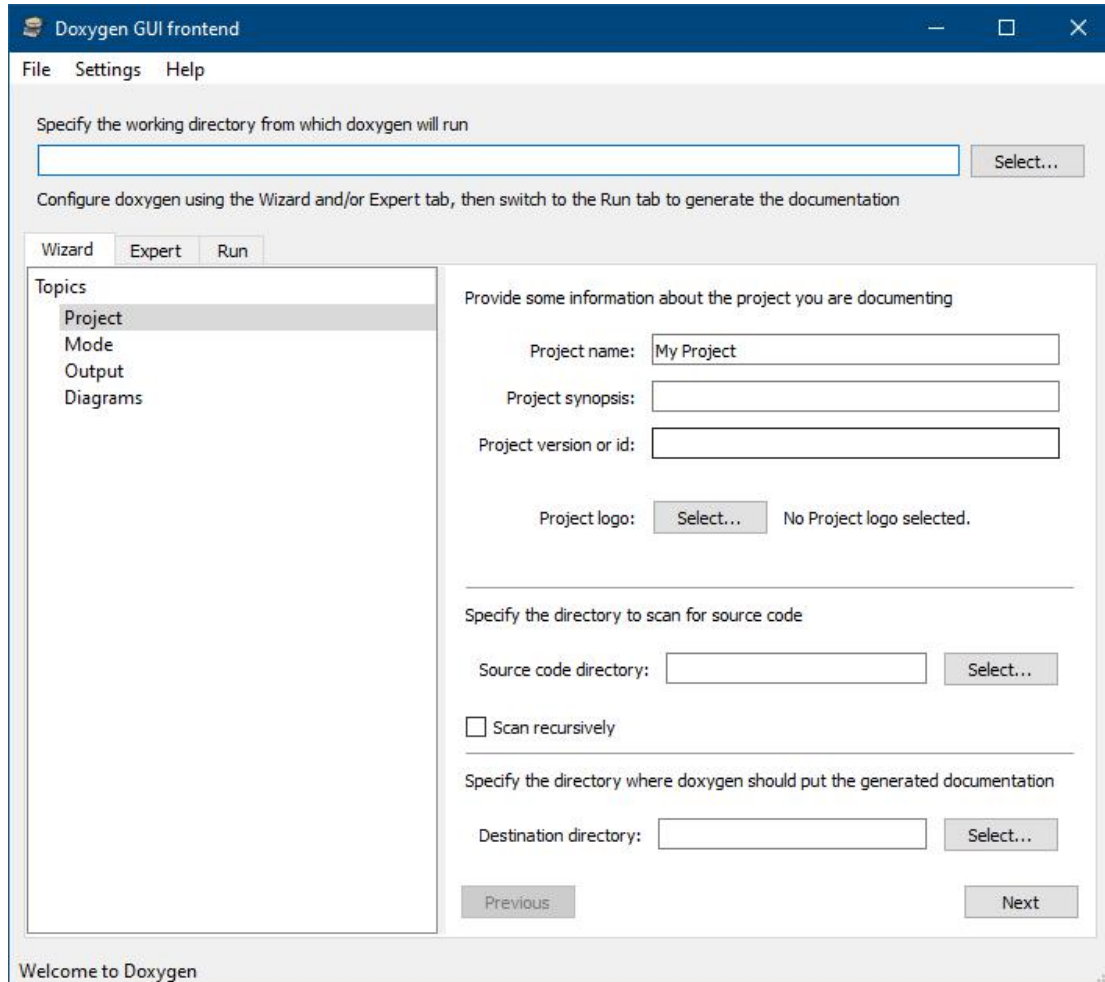 Doxygen GUI frontend
File Settings Help
Specify the working directory from which doxygen will run
Select...
Configure doxygen using the Wizard and/or Expert tab, then switch to the Run tab to generate the documentation
Wizard Expert Run
Topics
Project
Mode
Output
Diagrams
Provide some information about the project you are documenting
Project name: My Project
Project synopsis:
Project version or id:
Project logo: Select... No Project logo selected.
Specify the directory to scan for source code
Source code directory: Select...
Scan recursively
Specify the directory where doxygen should put the generated documentation
Destination directory: Select...
Previous Next
Welcome to Doxygen